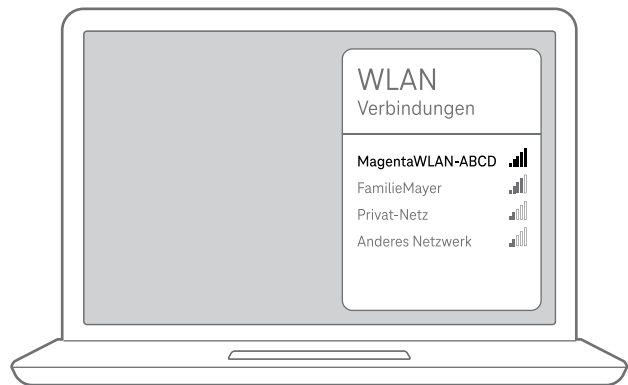 WLAN
Verbindungen
MagentaWLAN-ABCD
FamilieMayer
Privat-Netz
Anderes Netzwerk